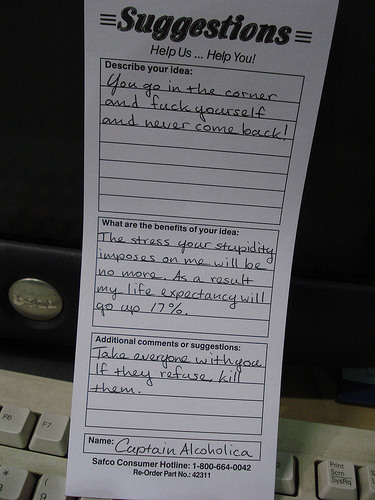 Suggestions
Help Us ... Help You!
Describe your idea:
You go in the corner
and fuck yourself
and never come back!
What are the benefits of your idea:
The stress your stupidity
imposes on me will be
no more. As a result
my life expectancy will
go up 17%.
Additional comments or suggestions:
Take everyone with you
If they refuse, kill
them.
Name: Captain Alcoholica
Safco Consumer Hotline: 1-800-664-0042
Re-Order Part No.: 42311
F6
F7
Print
Scrn
SysRq
*
(